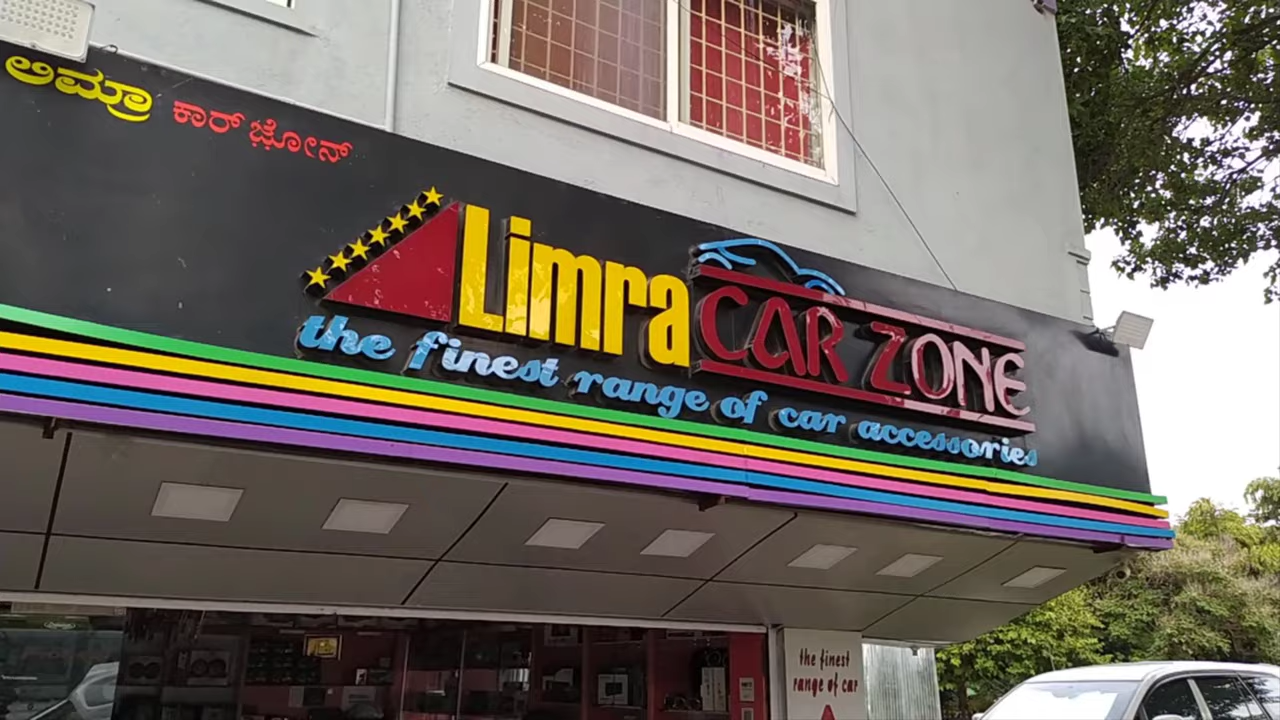 ಲಿಮ್ರಾ ಕಾರ್ ಜ಼ೋನ್
Limra CAR ZONE
the finest range of car accessories
the finest
range of car